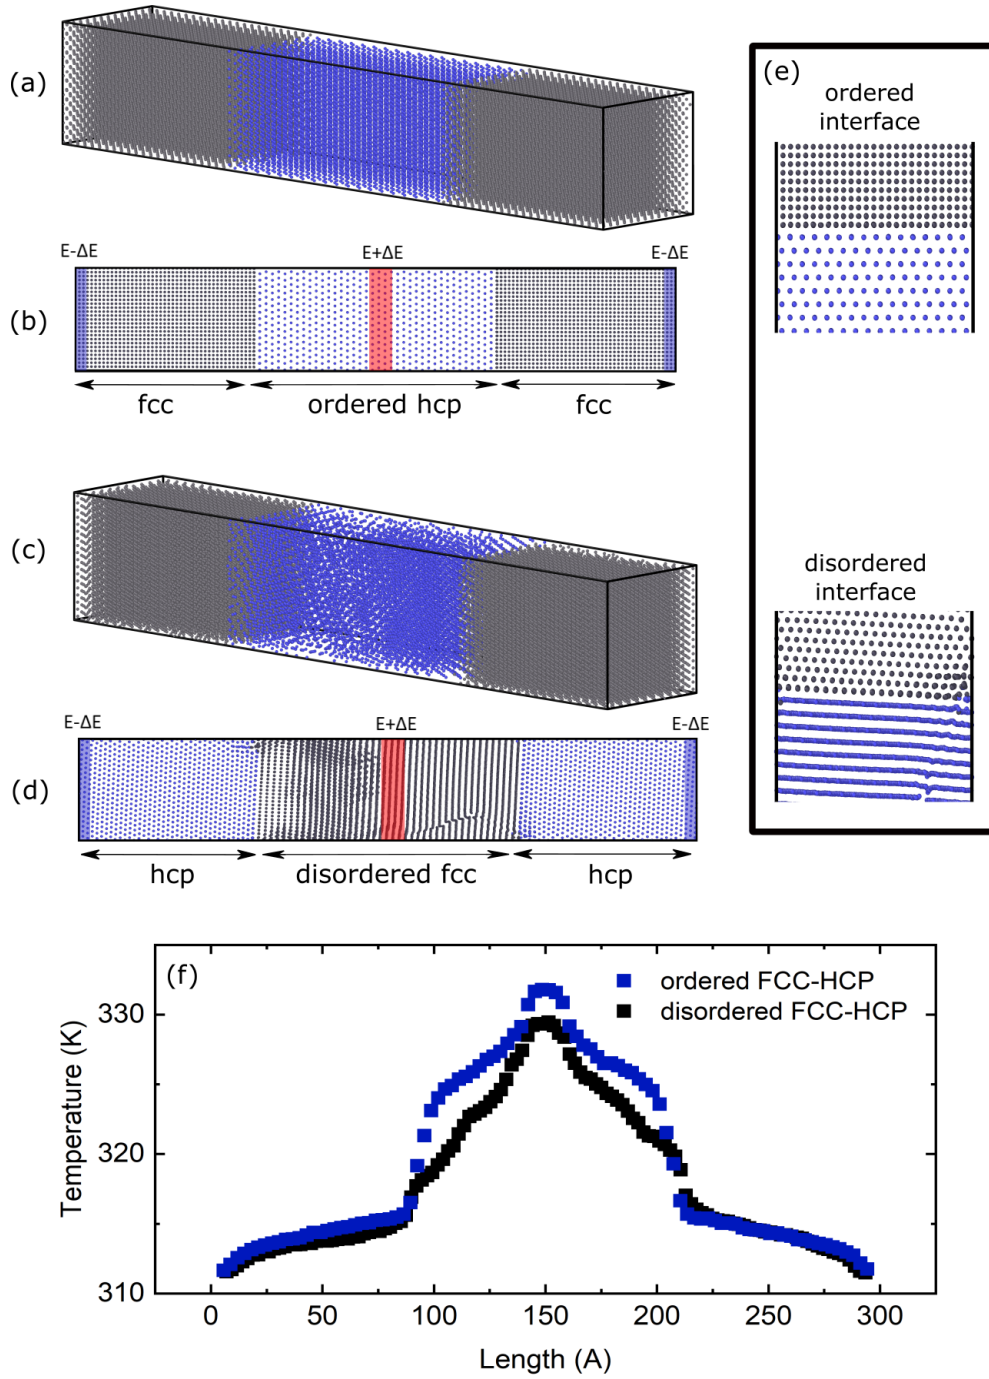 (a)
(e)
ordered
interface
E-ΔE
E+ΔE
E-ΔE
(b)
fcc
ordered hcp
fcc
(c)
disordered
interface
E-ΔE
E+ΔE
E-ΔE
(d)
hcp
disordered fcc
hcp
(f)
ordered FCC-HCP
disordered FCC-HCP
Temperature (K)
330
320
310
0
50
100
150
200
250
300
Length (A)